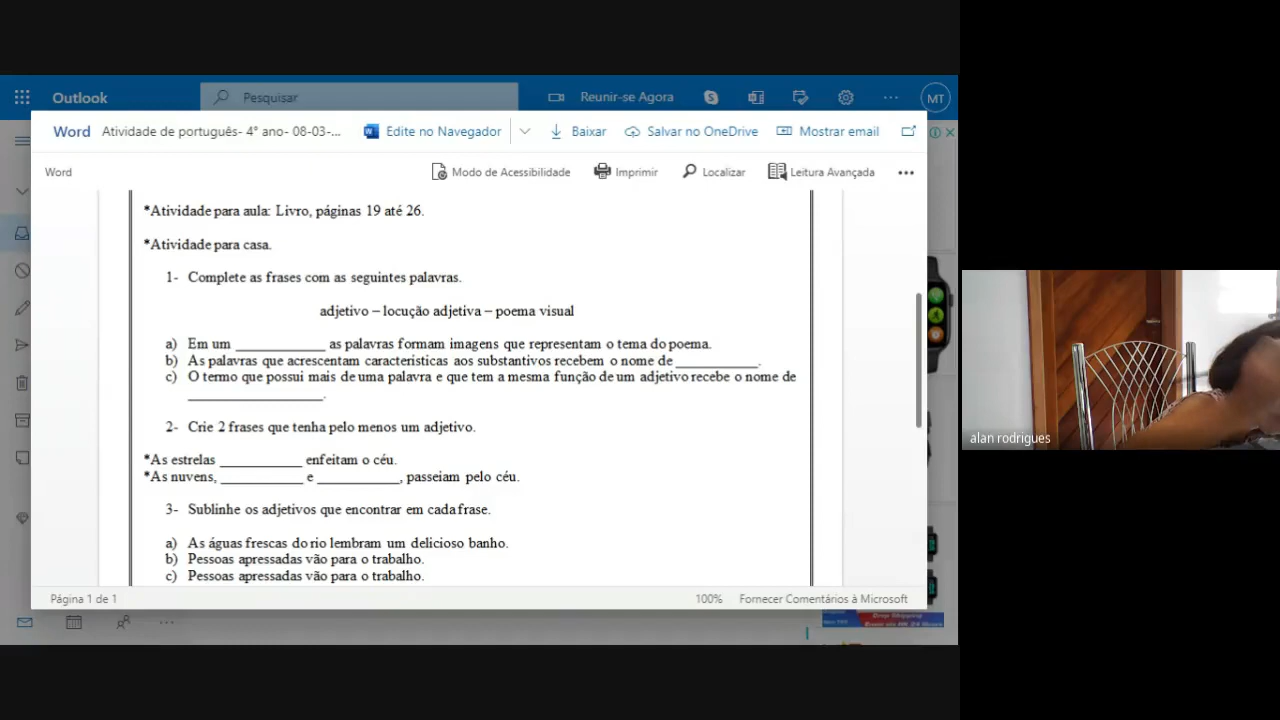 Outlook
Pesquisar
Reunir-se Agora
MT
Word Atividade de português- 4° ano- 08-03-...
Edite no Navegador
Baixar
Salvar no OneDrive
Mostrar email
Word
Modo de Acessibilidade
Imprimir
Localizar
Leitura Avançada
*Atividade para aula: Livro, páginas 19 até 26.
*Atividade para casa.
1- Complete as frases com as seguintes palavras.
adjetivo – locução adjetiva – poema visual
a) Em um ____________ as palavras formam imagens que representam o tema do poema.
b) As palavras que acrescentam características aos substantivos recebem o nome de ___________.
c) O termo que possui mais de uma palavra e que tem a mesma função de um adjetivo recebe o nome de
__________________.
2- Crie 2 frases que tenha pelo menos um adjetivo.
*As estrelas ___________ enfeitam o céu.
*As nuvens, ___________ e ___________, passeiam pelo céu.
3- Sublinhe os adjetivos que encontrar em cada frase.
a) As águas frescas do rio lembram um delicioso banho.
b) Pessoas apressadas vão para o trabalho.
c) Pessoas apressadas vão para o trabalho.
Página 1 de 1
100%
Fornecer Comentários à Microsoft
alan rodrigues